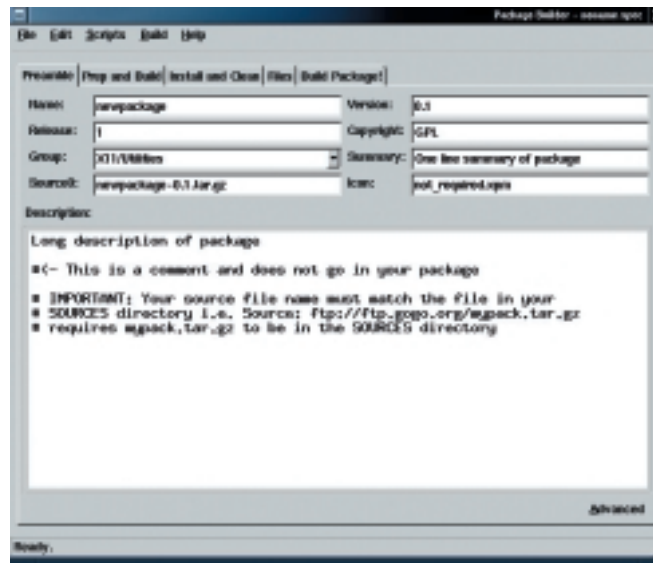 Package Builder - noname.spec
File Edit Scripts Build Help
Preamble Prep and Build Install and Clean Files Build Package!
Name: newpackage Version: 0.1
Release: 1 Copyright: GPL
Group: X11/Utilities Summary: One line summary of package
Source0: newpackage-0.1.tar.gz Icon: not_required.xpm
Description:
Long description of package
#<- This is a comment and does not go in your package
# IMPORTANT: Your source file name must match the file in your
# SOURCES directory i.e. Source: ftp://ftp.gogo.org/mypack.tar.gz
# requires mypack.tar.gz to be in the SOURCES directory
Advanced
Ready.